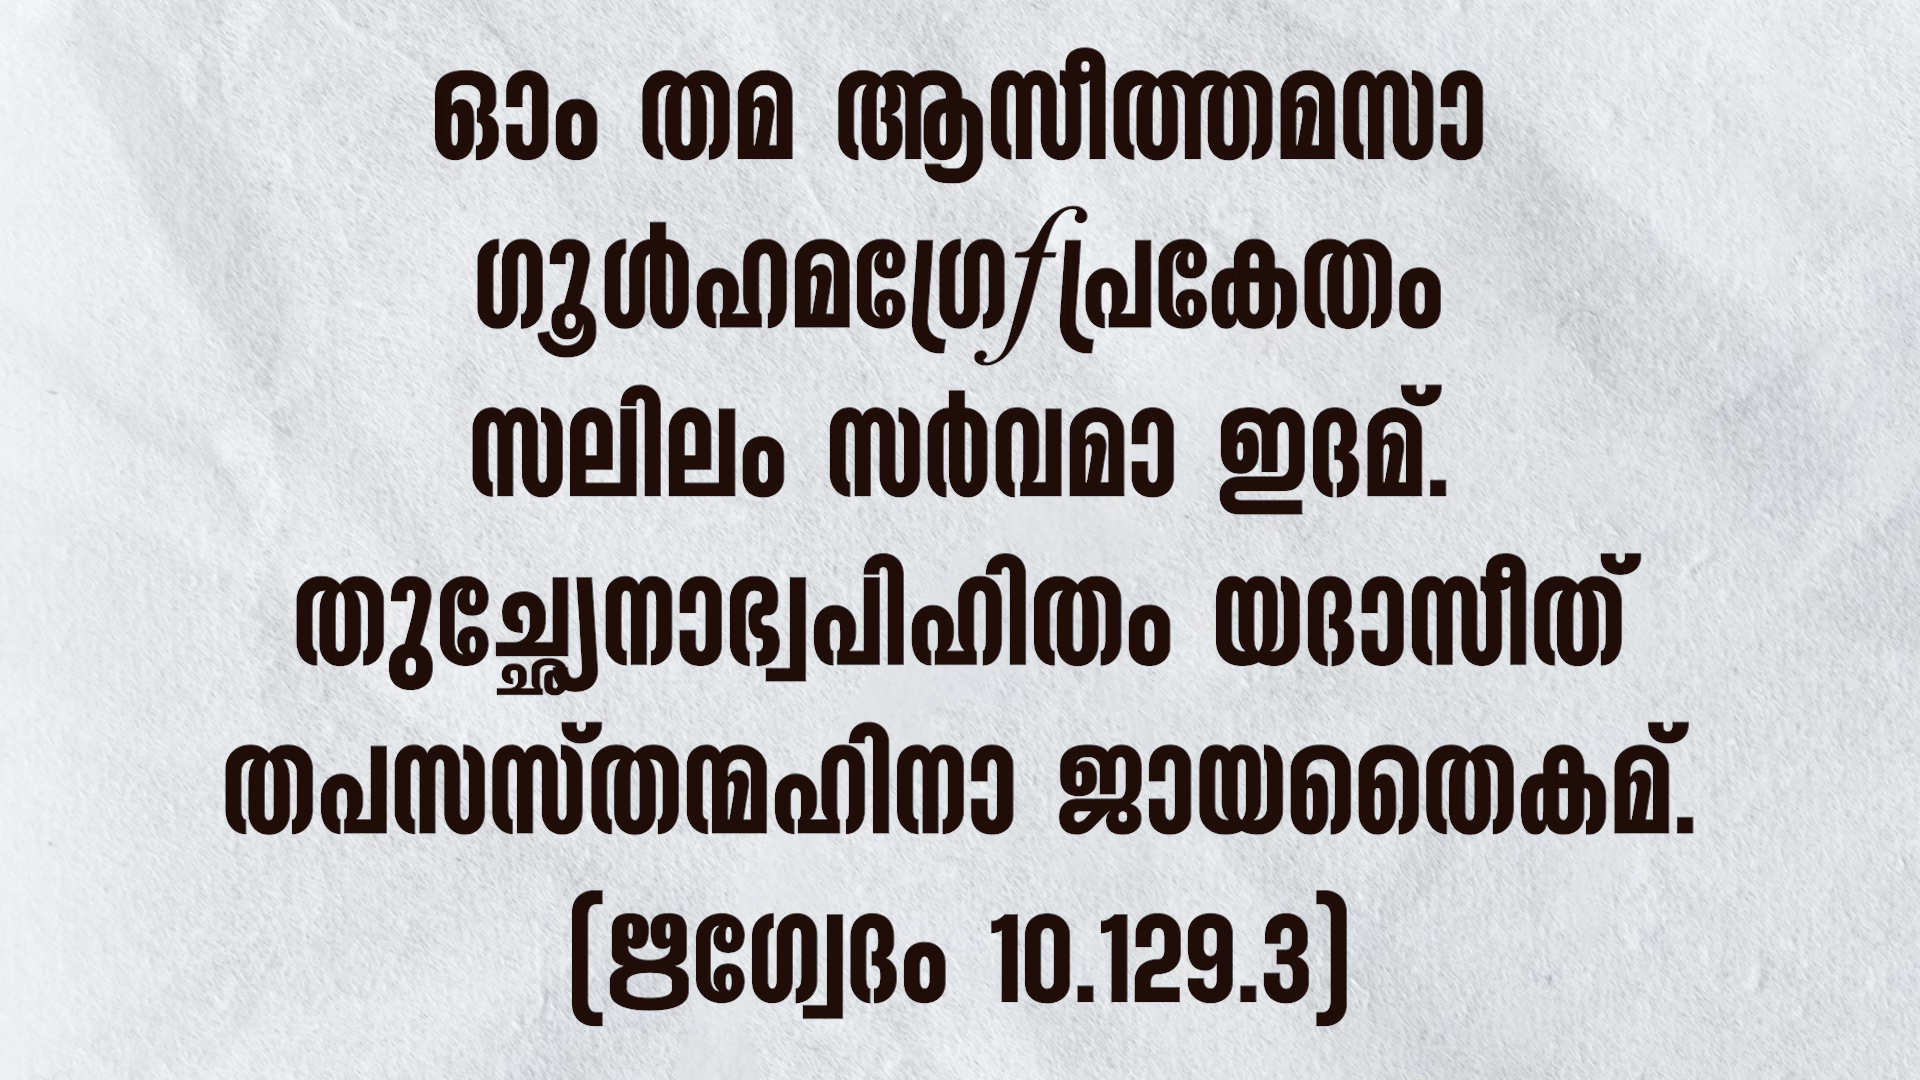 ഓം തമ ആസീത്തമസാ
ഗൂൾഹമഗ്രേƒപ്രകേതം
സലിലം സർവമാ ഇദമ്.
തുച്ഛ്യേനാഭ്വപിഹിതം യദാസീത്
തപസസ്തന്മഹിനാ ജായതൈകമ്.
(ഋഗ്വേദം 10.129.3)